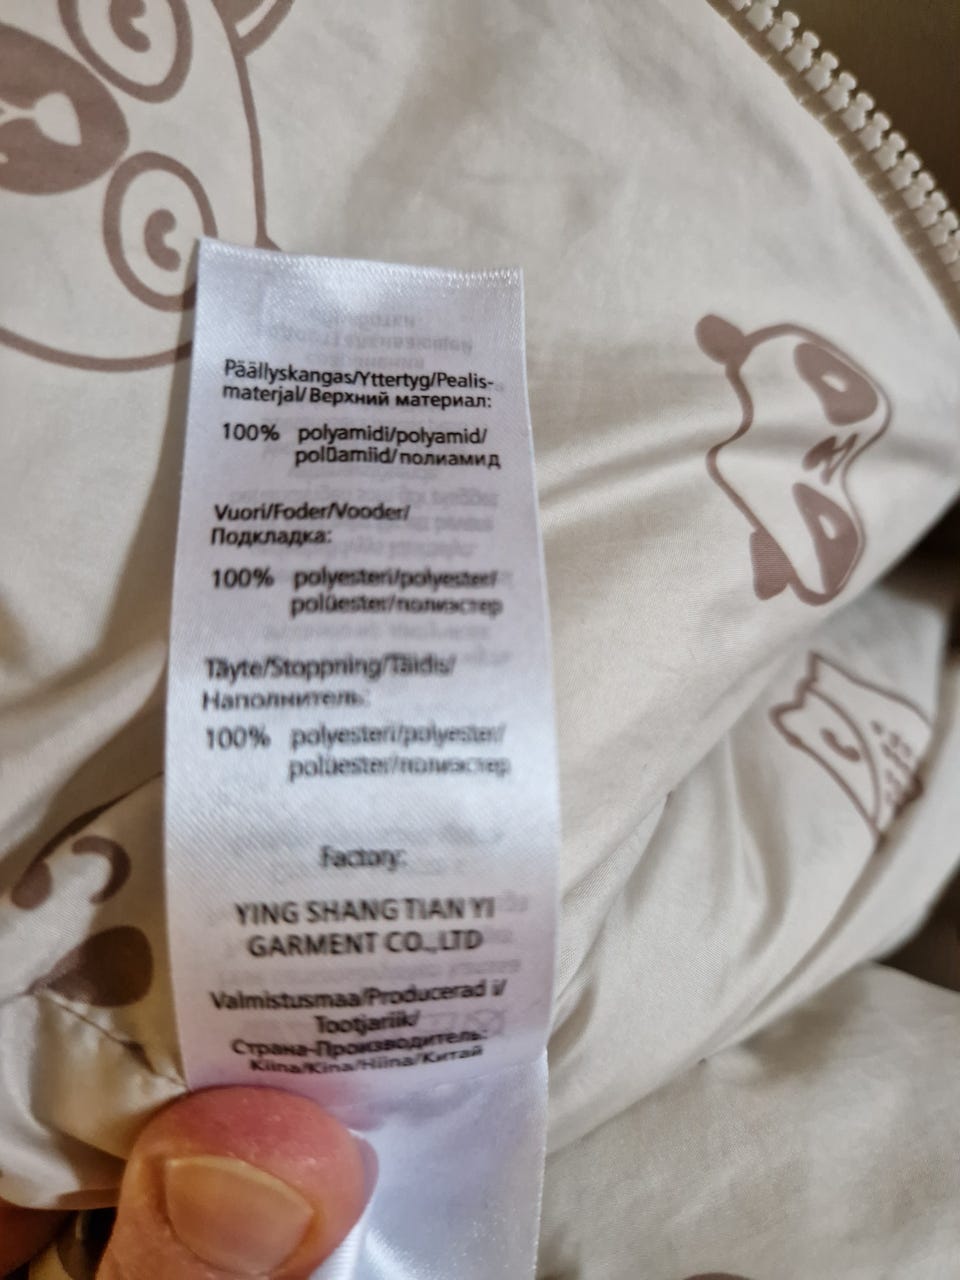 Päällyskangas/Yttertyg/Pealis-
materjal/Верхний материал:
100% polyamidi/polyamid/
polüamiid/полиамид
Vuori/Foder/Vooder/
Подкладка:
100% polyesteri/polyester/
polüester/полиэстер
Täyte/Stoppning/Täidis/
Наполнитель:
100% polyesteri/polyester/
polüester/полиэстер
Factory:
YING SHANG TIAN YI
GARMENT CO.,LTD
Valmistusmaa/Producerad i/
Tootjariik/
Страна-Производитель:
Kiina/Kina/Hiina/Китай